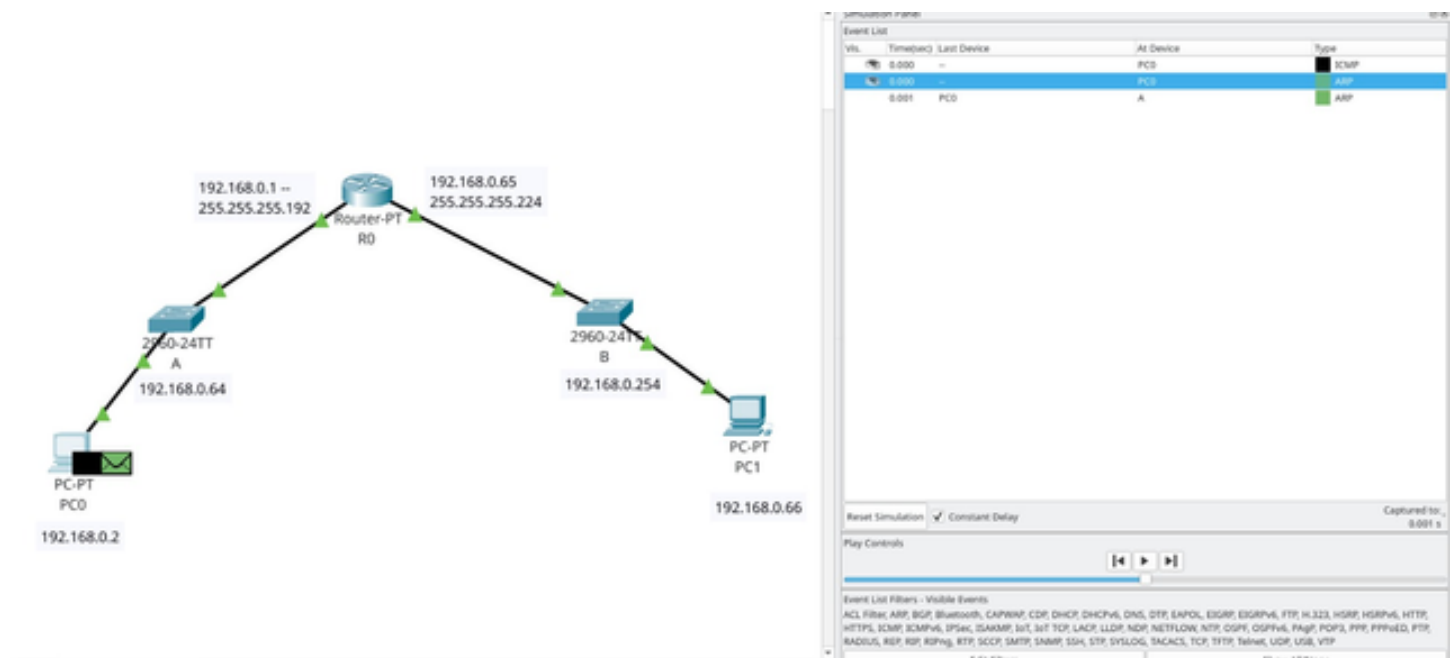 192.168.0.1 --
255.255.255.192
192.168.0.65
255.255.255.224
Router-PT
R0
2960-24TT
A
192.168.0.64
2960-24TT
B
192.168.0.254
PC-PT
PC0
192.168.0.2
PC-PT
PC1
192.168.0.66
Simulation Panel
Event List
Vis. Time(sec) Last Device At Device Type
0.000 -- PC0 ICMP
0.000 -- PC0 ARP
0.001 PC0 A ARP
Reset Simulation Constant Delay Captured to:
0.001 s
Play Controls
Event List Filters - Visible Events
ACL Filter, ARP, BGP, Bluetooth, CAPWAP, CDP, DHCP, DHCPv6, DNS, DTP, EAPOL, EIGRP, EIGRPv6, FTP, H.323, HSRP, HSRPv6, HTTP,
HTTPS, ICMP, ICMPv6, IPSec, ISAKMP, IoT, IoT TCP, LACP, LLDP, NDP, NETFLOW, NTP, OSPF, OSPFv6, PAgP, POP3, PPP, PPPoED, PTP,
RADIUS, REP, RIP, RIPng, RTP, SCCP, SMTP, SNMP, SSH, STP, SYSLOG, TACACS, TCP, TFTP, Telnet, UDP, USB, VTP